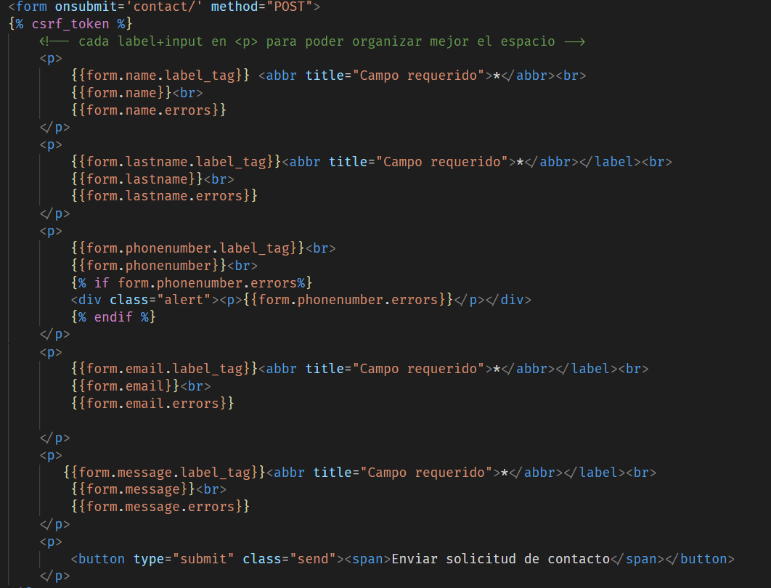 <form onsubmit='contact/' method="POST">
{% csrf_token %}
<!-- cada label+input en <p> para poder organizar mejor el espacio -->
<p>
{{form.name.label_tag}} <abbr title="Campo requerido">*</abbr><br>
{{form.name}}<br>
{{form.name.errors}}
</p>
<p>
{{form.lastname.label_tag}}<abbr title="Campo requerido">*</abbr></label><br>
{{form.lastname}}<br>
{{form.lastname.errors}}
</p>
<p>
{{form.phonenumber.label_tag}}<br>
{{form.phonenumber}}<br>
{% if form.phonenumber.errors%}
<div class="alert"><p>{{form.phonenumber.errors}}</p></div>
{% endif %}
</p>
<p>
{{form.email.label_tag}}<abbr title="Campo requerido">*</abbr></label><br>
{{form.email}}<br>
{{form.email.errors}}
</p>
<p>
{{form.message.label_tag}}<abbr title="Campo requerido">*</abbr></label><br>
{{form.message}}<br>
{{form.message.errors}}
</p>
<p>
<button type="submit" class="send"><span>Enviar solicitud de contacto</span></button>
</p>